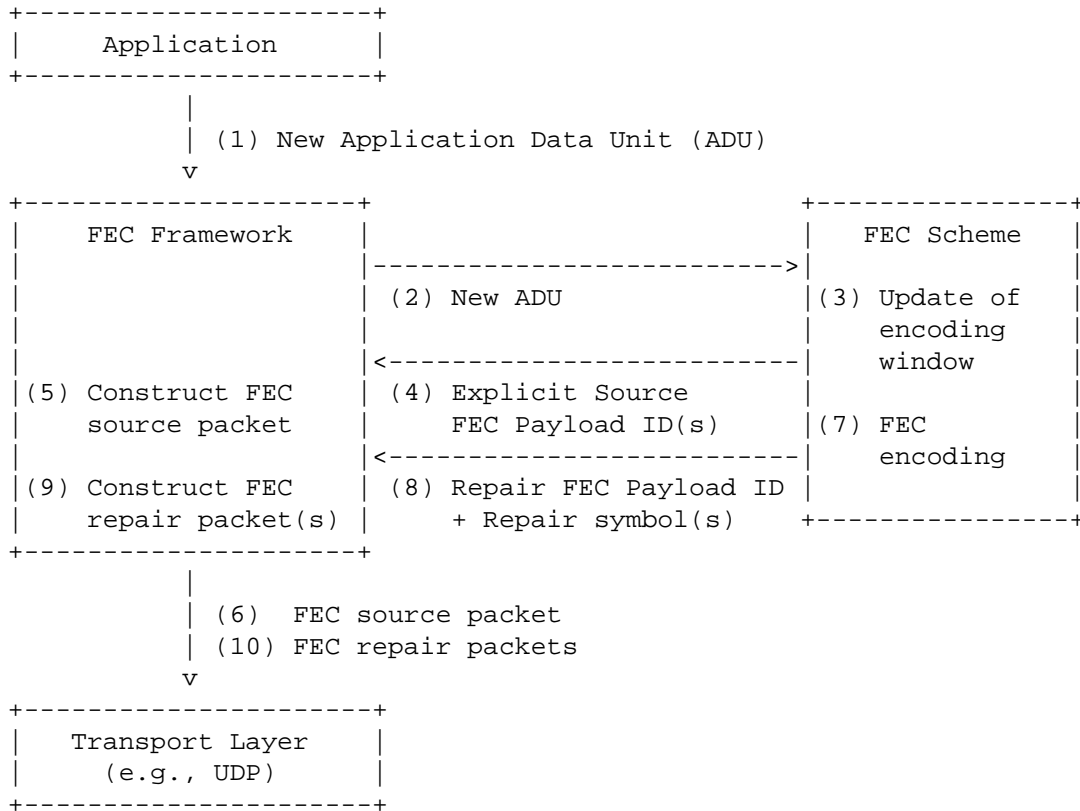 Application
(1) New Application Data Unit (ADU)
v
FEC Framework FEC Scheme
(2) New ADU (3) Update of
encoding
window
(5) Construct FEC (4) Explicit Source
source packet FEC Payload ID(s) (7) FEC
encoding
(9) Construct FEC (8) Repair FEC Payload ID
repair packet(s) + Repair symbol(s)
(6) FEC source packet
(10) FEC repair packets
v
Transport Layer
(e.g., UDP)